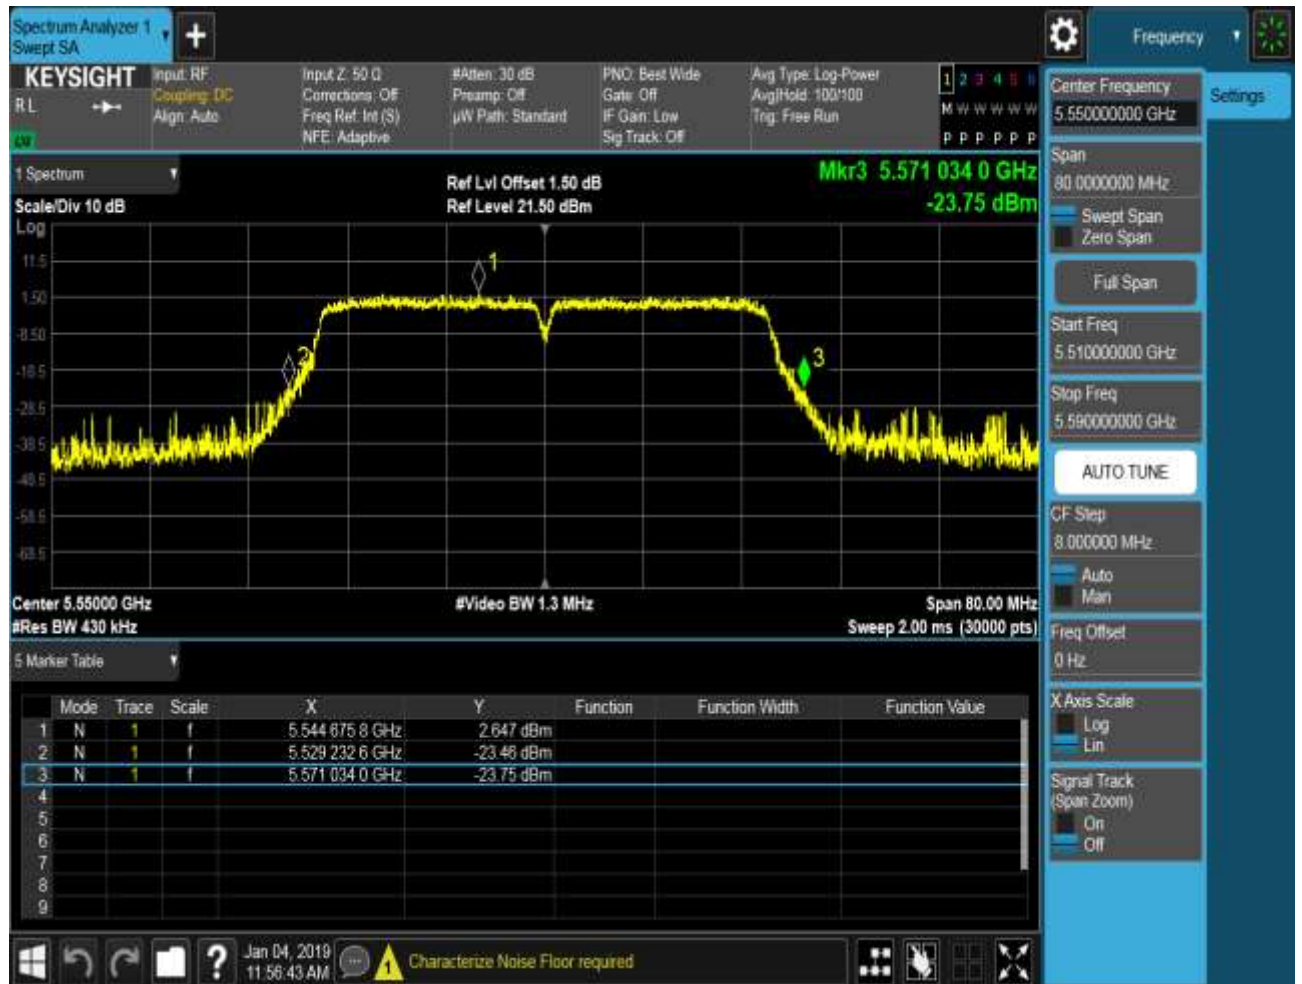 Spectrum Analyzer 1
Swept SA
Frequency
KEYSIGHT
R L
Input: RF
Coupling: DC
Align: Auto
Input Z: 50 Ω
Corrections: Off
Freq Ref: Int (S)
NFE: Adaptive
#Atten: 30 dB
Preamp: Off
µW Path: Standard
PNO: Best Wide
Gate: Off
IF Gain: Low
Sig Track: Off
Avg Type: Log-Power
Avg|Hold: 100/100
Trig: Free Run
1 2 3 4 5 6
M W W W W W
P P P P P P
1 Spectrum
Scale/Div 10 dB
Ref Lvl Offset 1.50 dB
Ref Level 21.50 dBm
Mkr3 5.571 034 0 GHz
-23.75 dBm
Log
11.5
1.50
-8.50
-18.5
-28.5
-38.5
-48.5
-58.5
-68.5
1
2
3
Center 5.55000 GHz
#Res BW 430 kHz
#Video BW 1.3 MHz
Span 80.00 MHz
Sweep 2.00 ms (30000 pts)
5 Marker Table
Mode Trace Scale X Y Function Function Width Function Value
1 N 1 f 5.544 675 8 GHz 2.647 dBm
2 N 1 f 5.529 232 6 GHz -23.46 dBm
3 N 1 f 5.571 034 0 GHz -23.75 dBm
4
5
6
7
8
9
Center Frequency
5.550000000 GHz
Settings
Span
80.0000000 MHz
Swept Span
Zero Span
Full Span
Start Freq
5.510000000 GHz
Stop Freq
5.590000000 GHz
AUTO TUNE
CF Step
8.000000 MHz
Auto
Man
Freq Offset
0 Hz
X Axis Scale
Log
Lin
Signal Track
(Span Zoom)
On
Off
Jan 04, 2019
11:56:43 AM
1
Characterize Noise Floor required